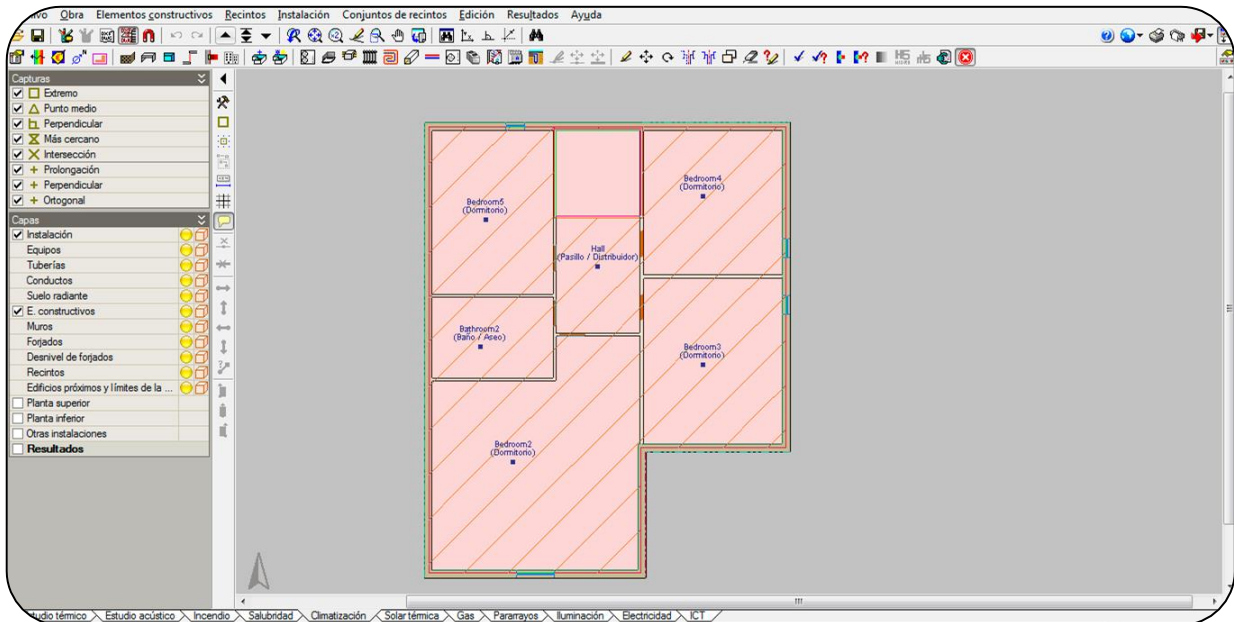 Obra Elementos constructivos Recintos Instalación Conjuntos de recintos Edición Resultados Ayuda
Capturas
Extremo
Punto medio
Perpendicular
Más cercano
Intersección
Prolongación
Perpendicular
Ortogonal
Capas
Instalación
Equipos
Tuberías
Conductos
Suelo radiante
E. constructivos
Muros
Forjados
Desnivel de forjados
Recintos
Edificios próximos y límites de la ...
Planta superior
Planta inferior
Otras instalaciones
Resultados
Bedroom5
(Dormitorio)
Bedroom4
(Dormitorio)
Hall
(Pasillo / Distribuidor)
Bathroom2
(Baño / Aseo)
Bedroom3
(Dormitorio)
Bedroom2
(Dormitorio)
térmico Estudio acústico Incendio Salubridad Climatización Solar térmica Gas Pararrayos Iluminación Electricidad ICT